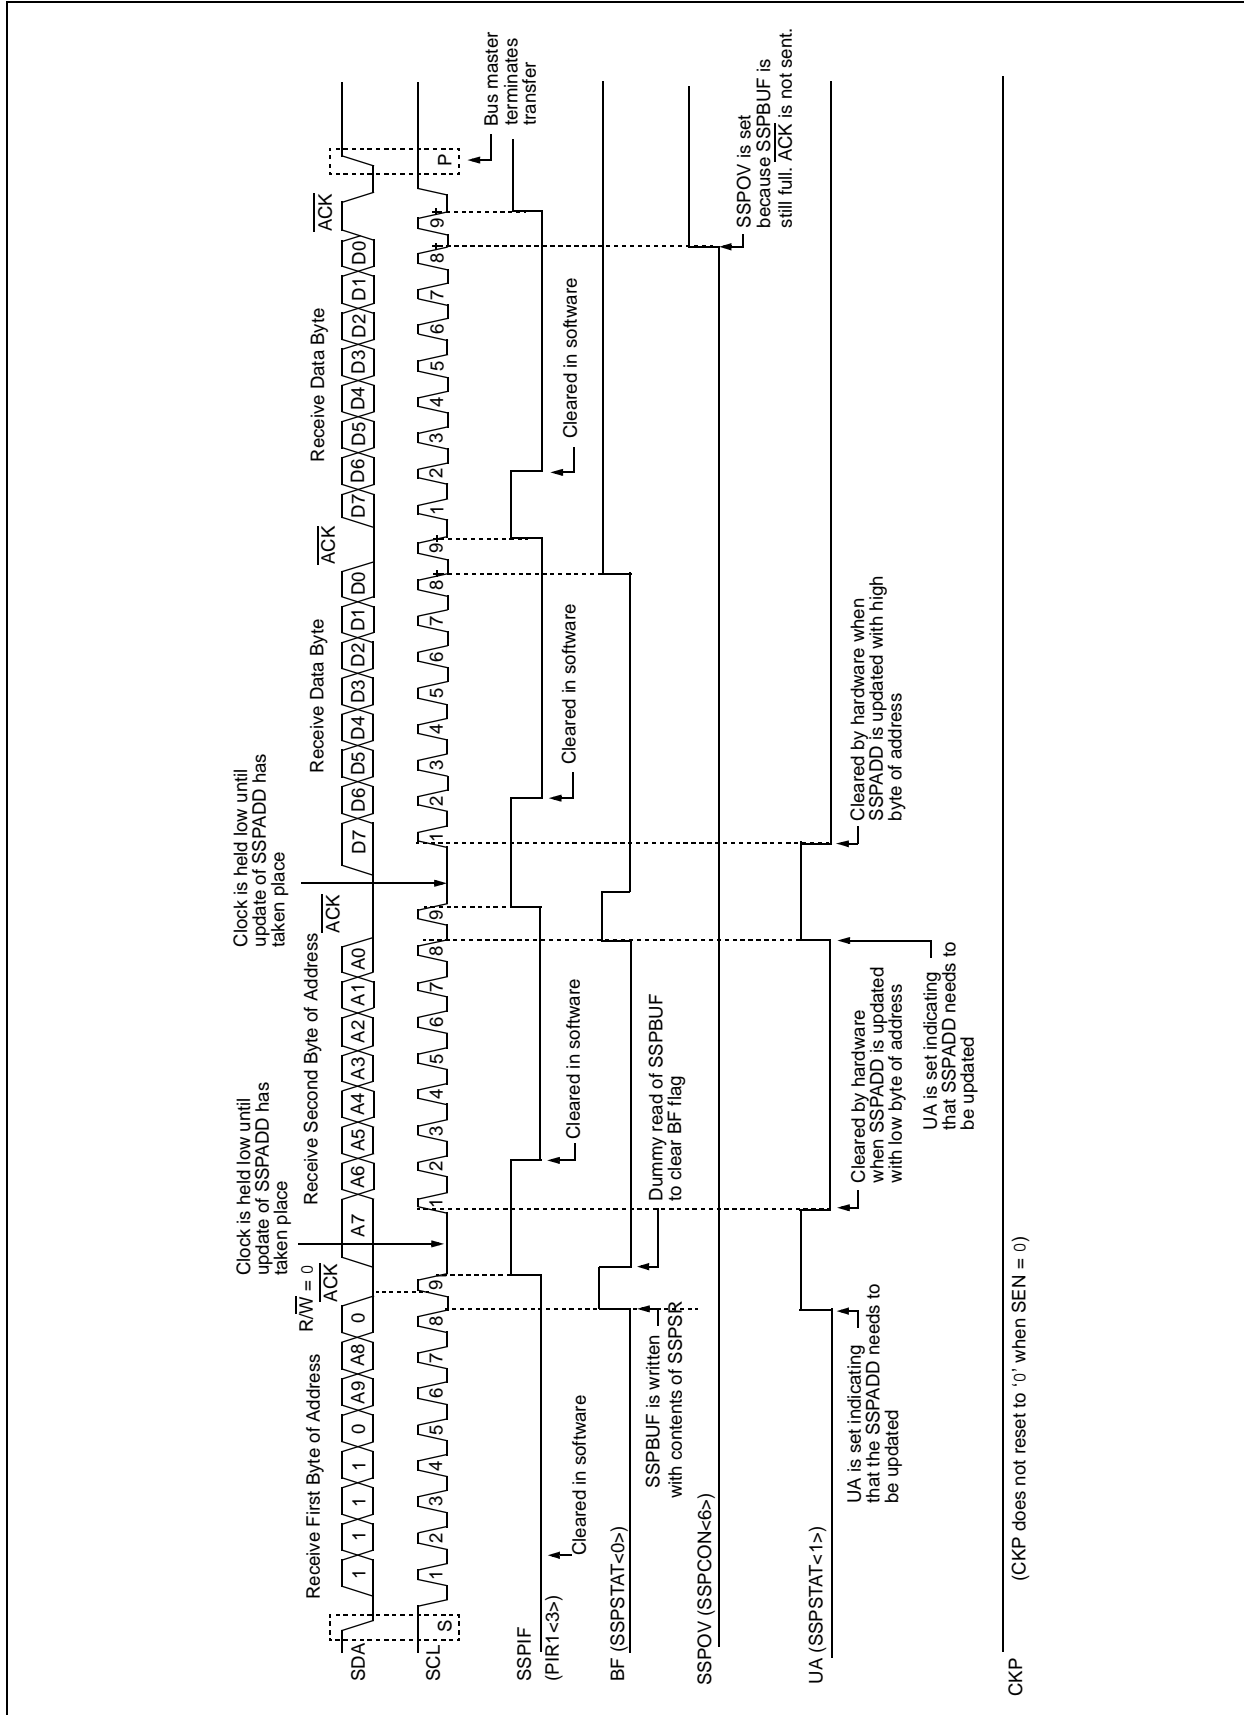 Receive First Byte of Address
R/W = 0
ACK
Clock is held low until
update of SSPADD has
taken place
Receive Second Byte of Address
ACK
Clock is held low until
update of SSPADD has
taken place
Receive Data Byte
ACK
Receive Data Byte
ACK
SDA
1 1 1 1 0 A9 A8 0 A7 A6 A5 A4 A3 A2 A1 A0 D7 D6 D5 D4 D3 D2 D1 D0 D7 D6 D5 D4 D3 D2 D1 D0
SCL
S 1 2 3 4 5 6 7 8 9 1 2 3 4 5 6 7 8 9 1 2 3 4 5 6 7 8 9 1 2 3 4 5 6 7 8 9 P
Bus master
terminates
transfer
SSPIF
(PIR1<3>)
Cleared in software
Cleared in software
Cleared in software
Cleared in software
BF (SSPSTAT<0>)
SSPBUF is written
with contents of SSPSR
Dummy read of SSPBUF
to clear BF flag
SSPOV (SSPCON<6>)
SSPOV is set
because SSPBUF is
still full. ACK is not sent.
UA (SSPSTAT<1>)
UA is set indicating
that the SSPADD needs to
be updated
Cleared by hardware
when SSPADD is updated
with low byte of address
UA is set indicating
that SSPADD needs to
be updated
Cleared by hardware when
SSPADD is updated with high
byte of address
CKP
(CKP does not reset to ‘0’ when SEN = 0)